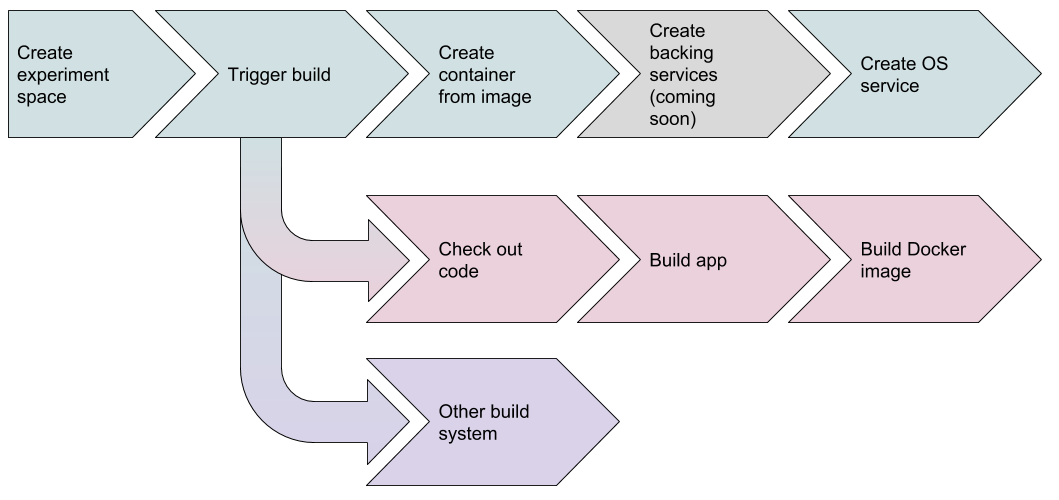 Create
experiment
space
Trigger build
Create
container
from image
Create
backing
services
(coming
soon)
Create OS
service
Check out
code
Build app
Build Docker
image
Other build
system